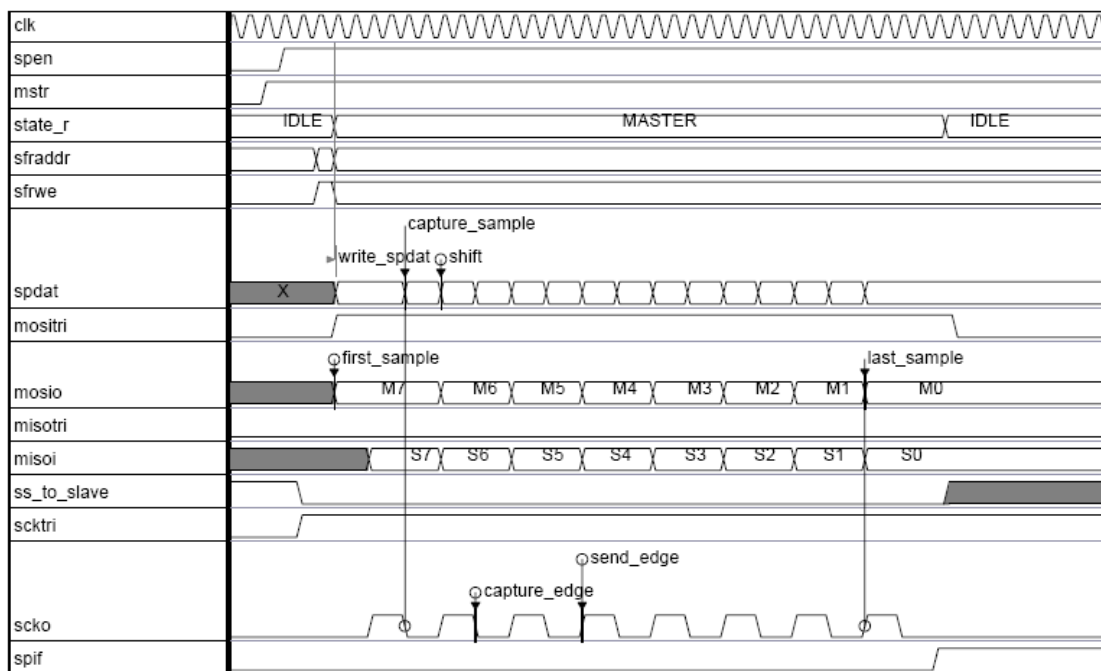 clk
spen
mstr
state_r IDLE MASTER IDLE
sfraddr
sfrwe
capture_sample
write_spdat shift
spdat X
mositri
first_sample last_sample
mosio M7 M6 M5 M4 M3 M2 M1 M0
misotri
misoi S7 S6 S5 S4 S3 S2 S1 S0
ss_to_slave
scktri
send_edge
capture_edge
scko
spif